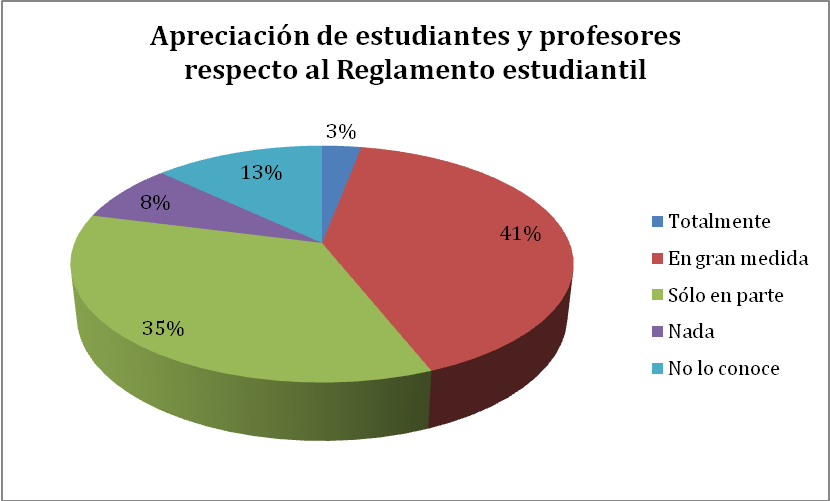 Apreciación de estudiantes y profesores
respecto al Reglamento estudiantil
3%
13%
8%
41%
35%
Totalmente
En gran medida
Sólo en parte
Nada
No lo conoce